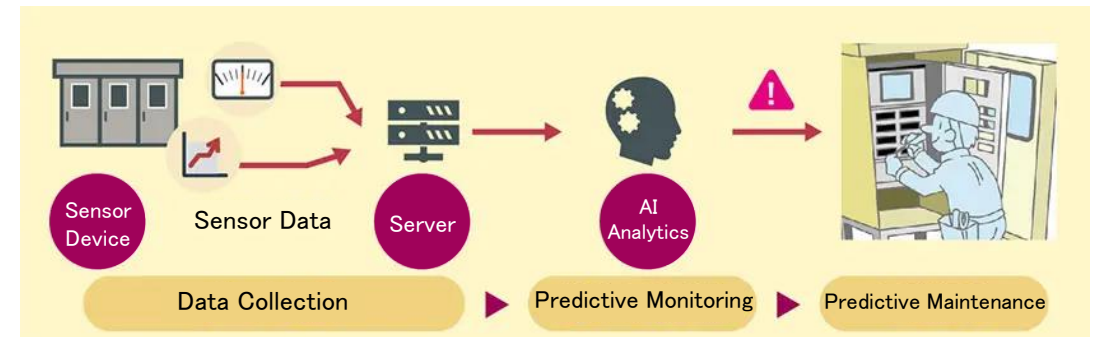 Sensor
Device
Sensor Data
Server
AI
Analytics
Data Collection
Predictive Monitoring
Predictive Maintenance